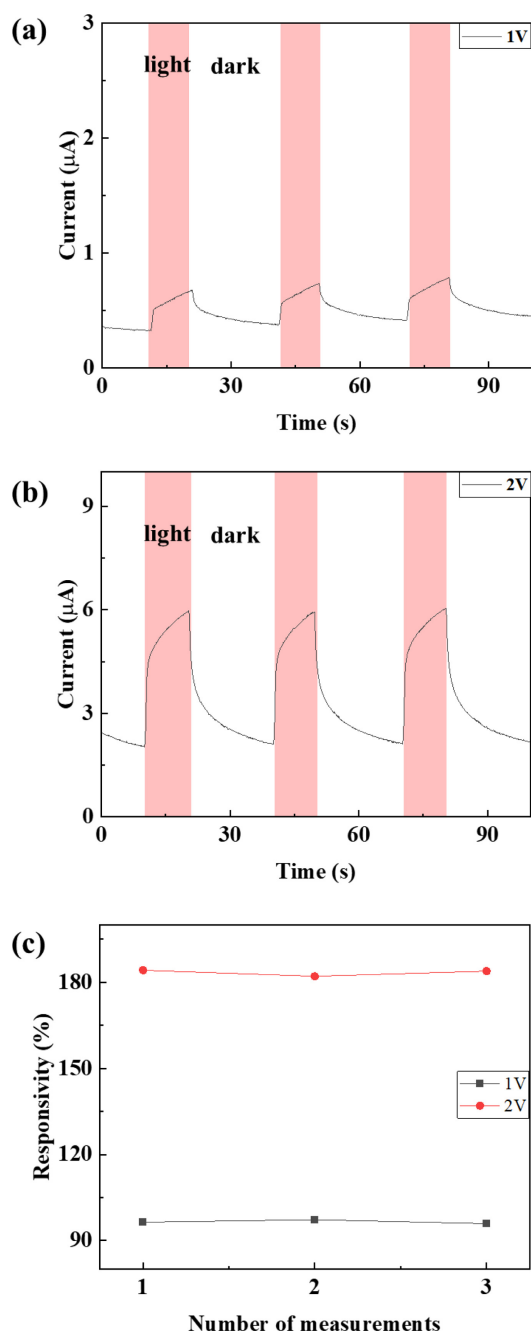 (a)
3
2
1
0
Current (μA)
light dark
1V
0 30 60 90
Time (s)
(b)
9
6
3
0
Current (μA)
light dark
2V
0 30 60 90
Time (s)
(c)
180
150
120
90
Responsivity (%)
1V
2V
1 2 3
Number of measurements